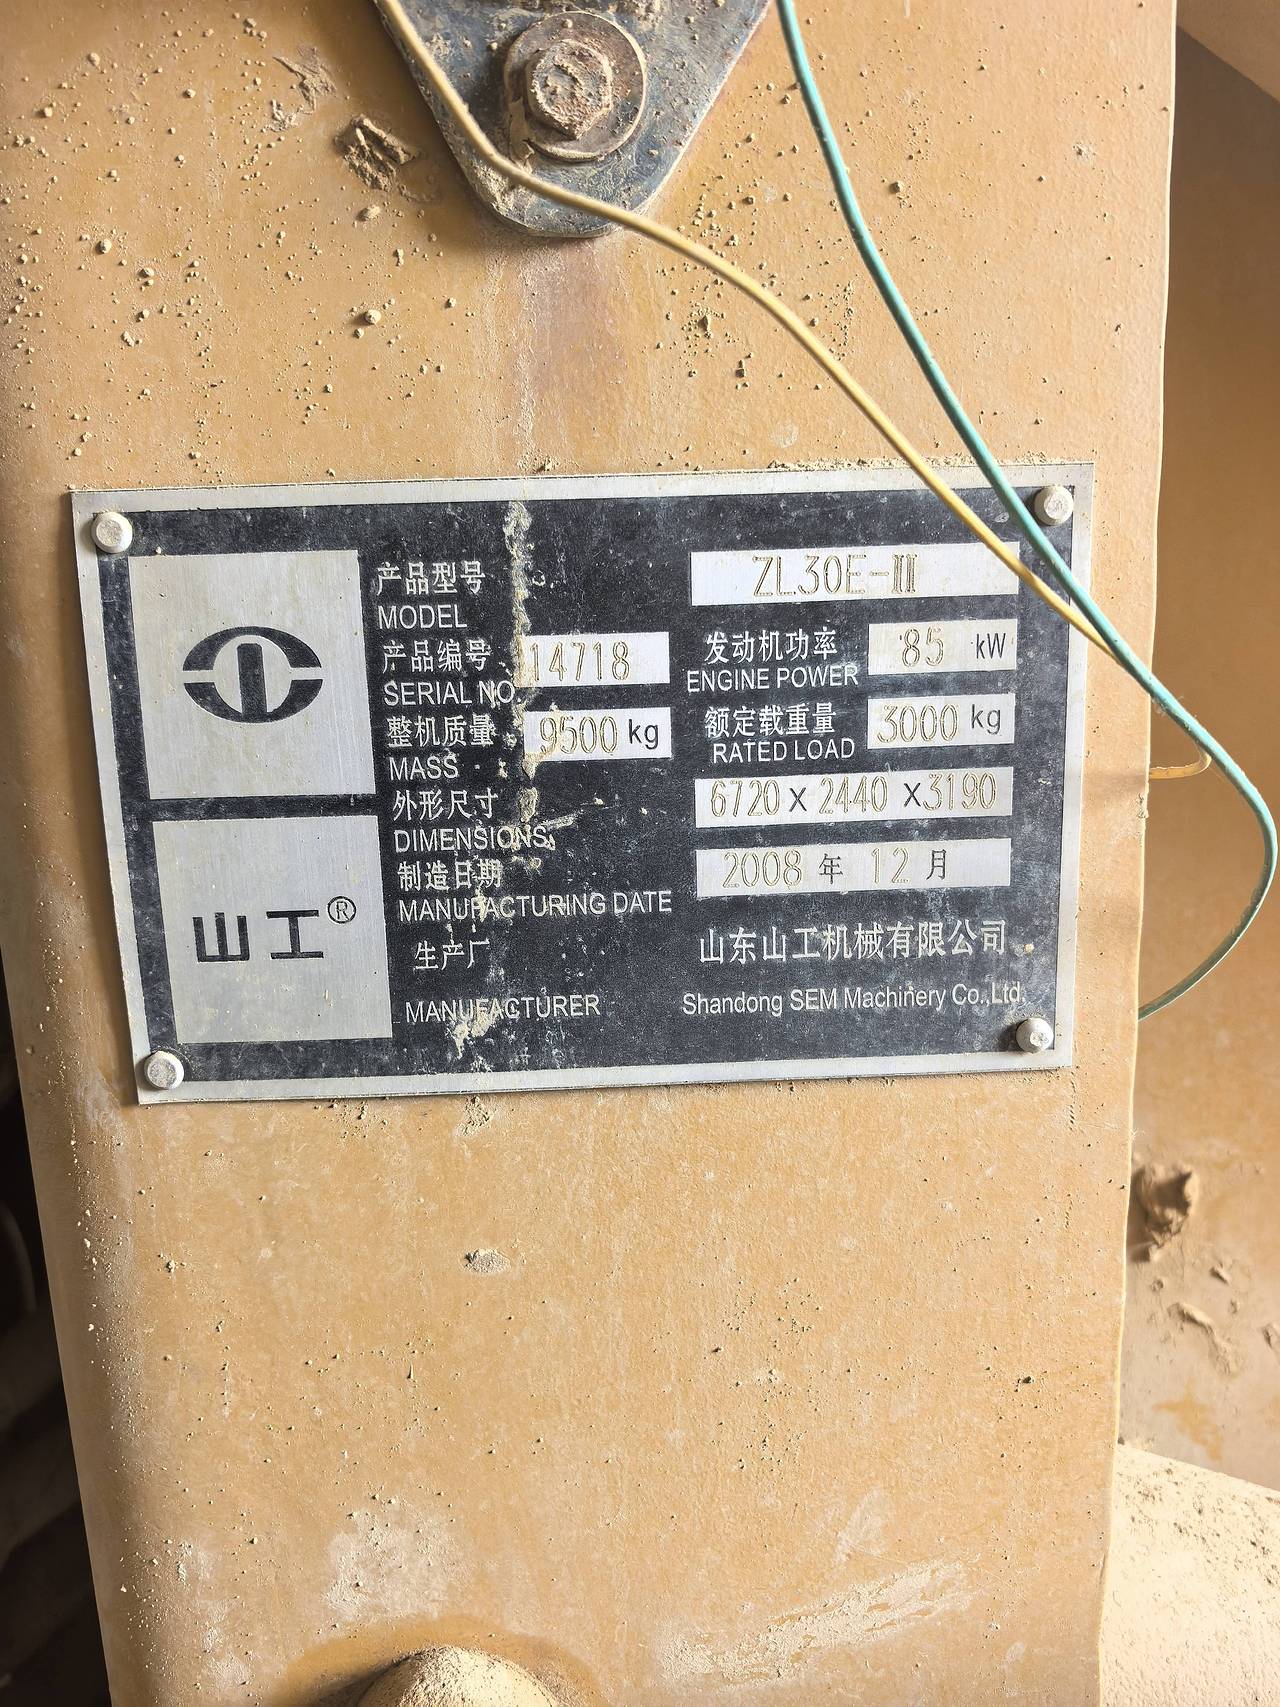 产品型号 ZL30E-II
MODEL
产品编号 14718 发动机功率 85 kW
SERIAL NO. ENGINE POWER
整机质量 9500 kg 额定载重量 3000 kg
MASS RATED LOAD
外形尺寸 6720 x 2440 x 3190
DIMENSIONS
制造日期 2008 年 12 月
MANUFACTURING DATE
山工®
生产厂 山东山工机械有限公司
MANUFACTURER Shandong SEM Machinery Co.,Ltd.